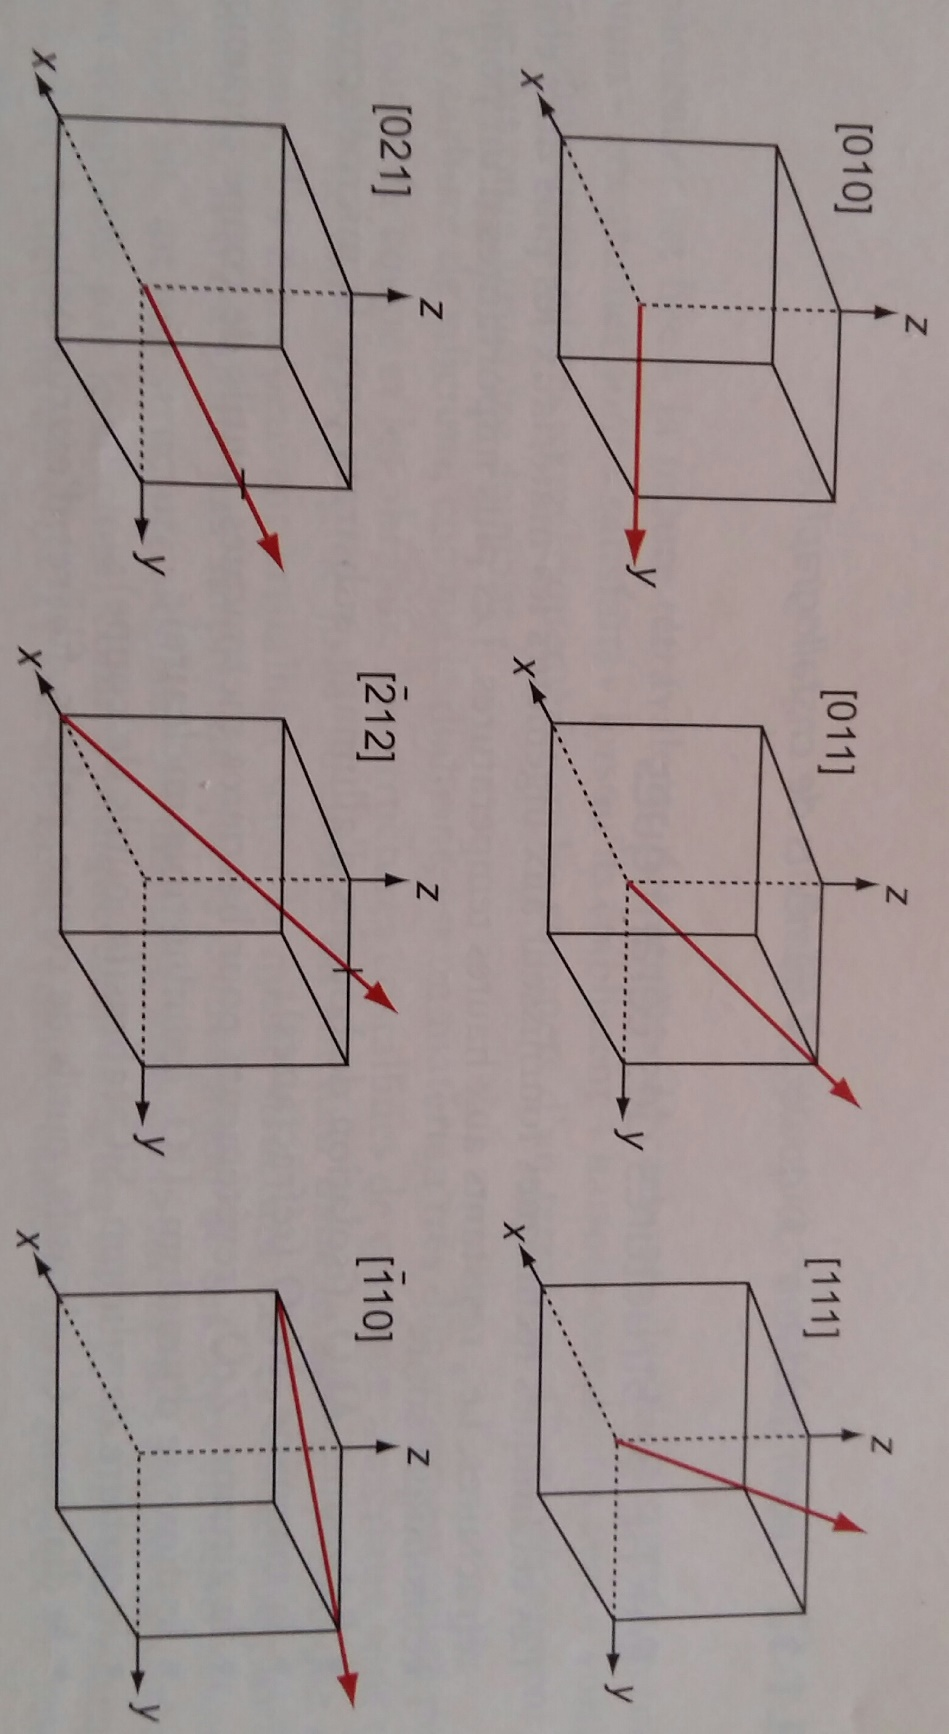 [010]
z
y
x
[011]
z
y
x
[111]
z
y
x
[021]
z
y
x
[2̄12]
z
y
x
[1̄10]
z
y
x